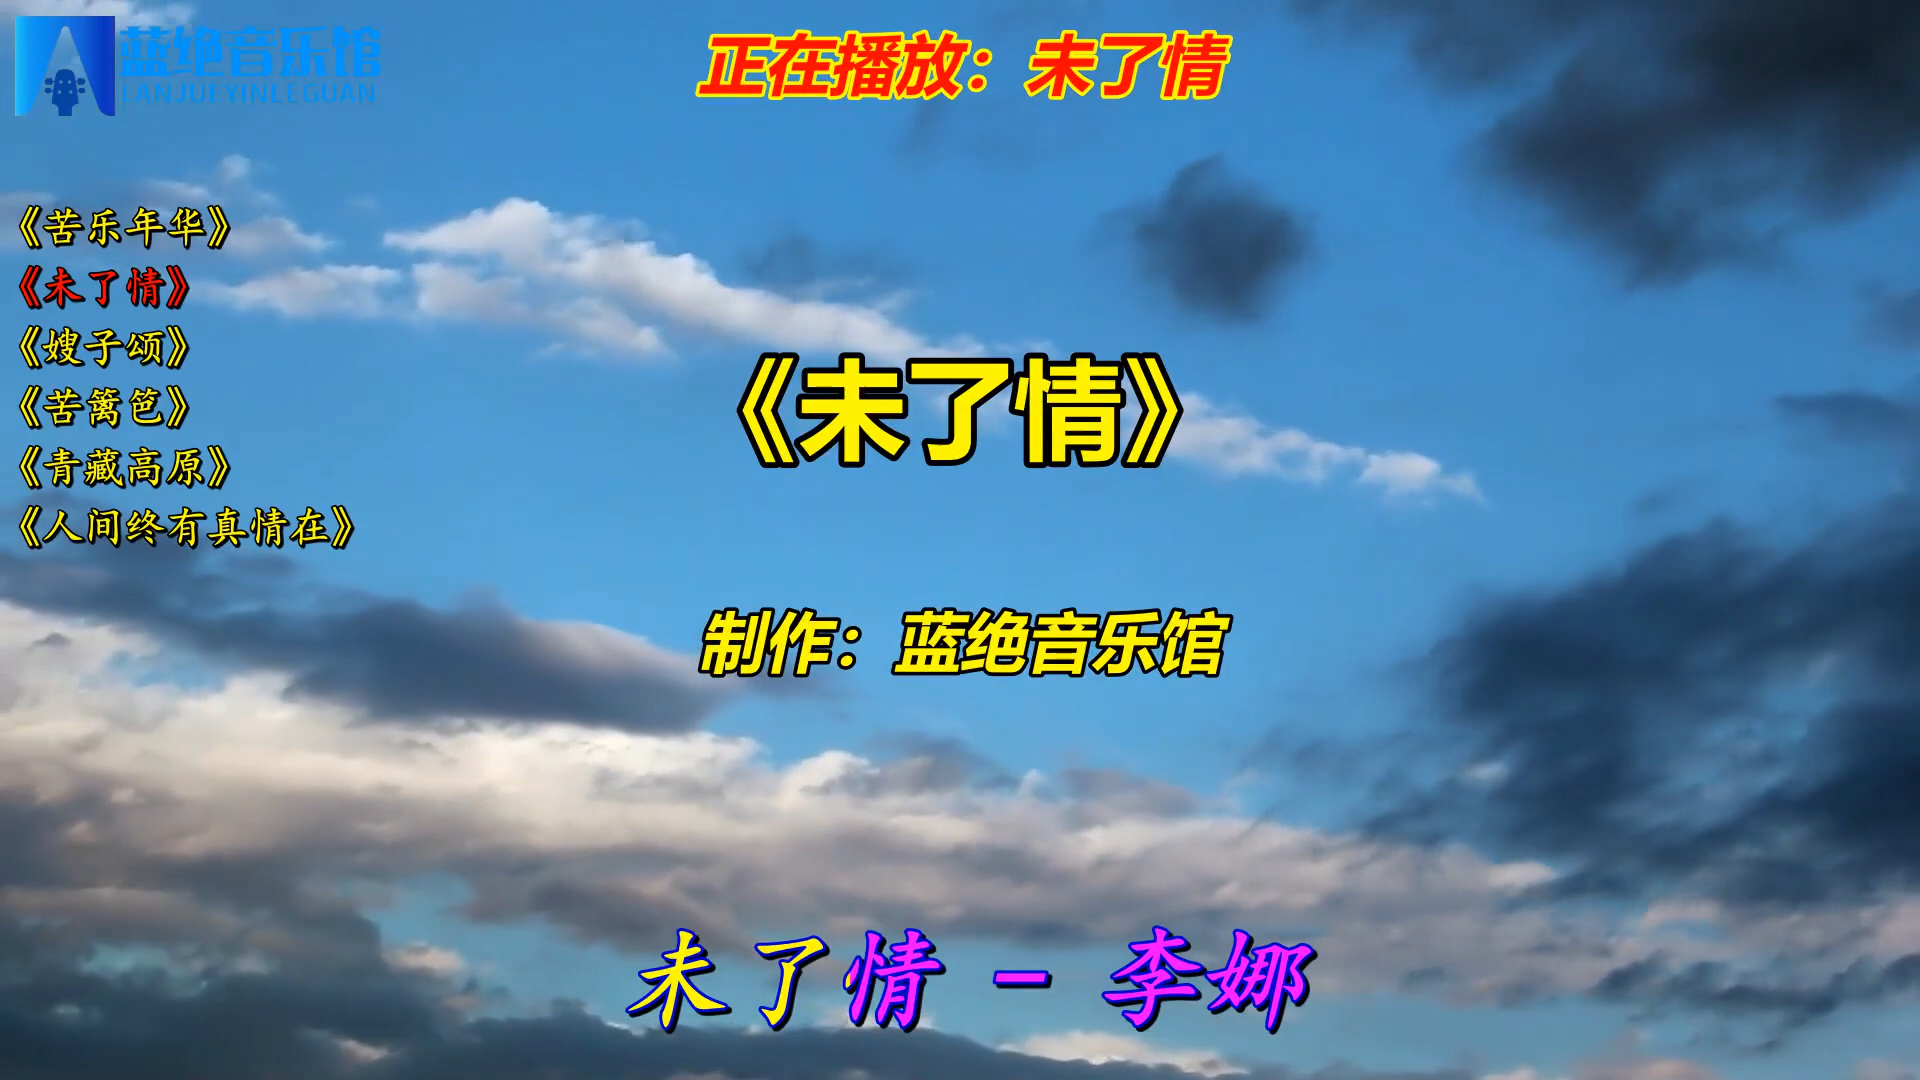 蓝绝音乐馆
LANJUEYINLEGUAN
正在播放：未了情
《苦乐年华》
《未了情》
《嫂子颂》
《苦篱笆》
《青藏高原》
《人间终有真情在》
《未了情》
制作：蓝绝音乐馆
未了情 - 李娜